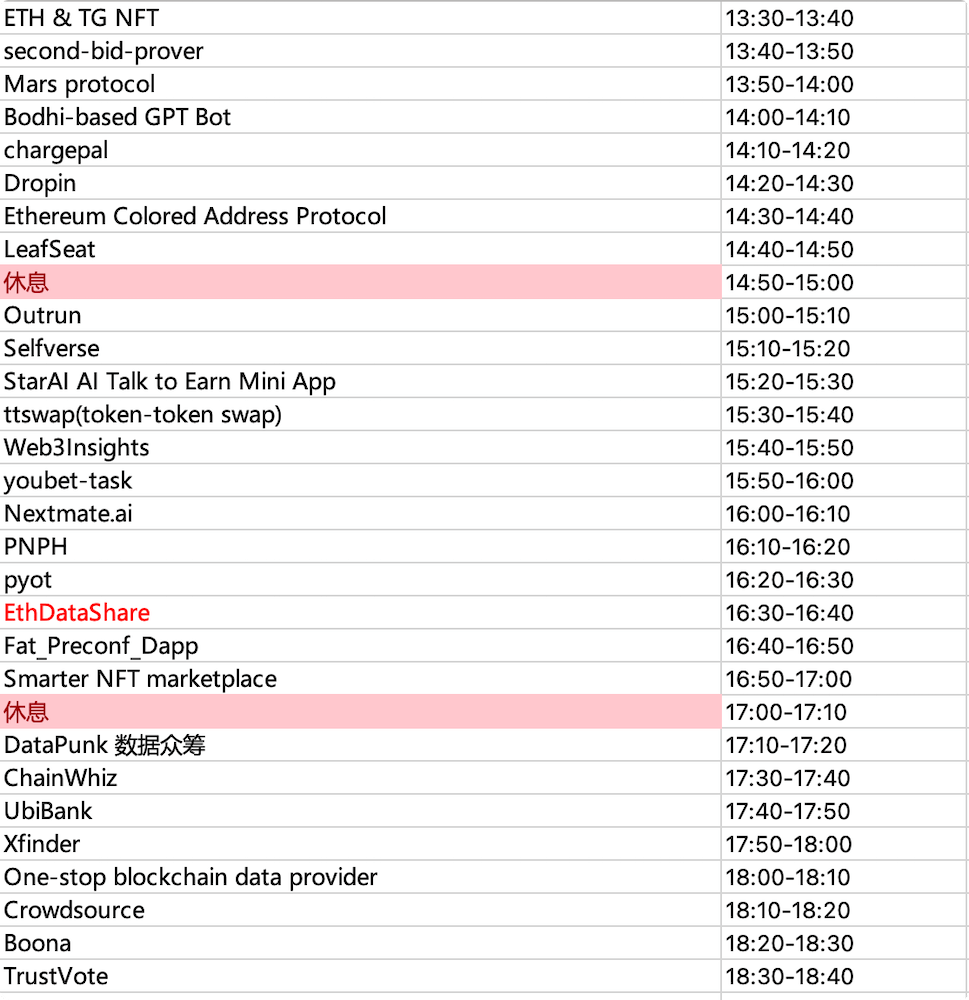 ETH & TG NFT 13:30-13:40
second-bid-prover 13:40-13:50
Mars protocol 13:50-14:00
Bodhi-based GPT Bot 14:00-14:10
chargepal 14:10-14:20
Dropin 14:20-14:30
Ethereum Colored Address Protocol 14:30-14:40
LeafSeat 14:40-14:50
休息 14:50-15:00
Outrun 15:00-15:10
Selfverse 15:10-15:20
StarAI AI Talk to Earn Mini App 15:20-15:30
ttswap(token-token swap) 15:30-15:40
Web3Insights 15:40-15:50
youbet-task 15:50-16:00
Nextmate.ai 16:00-16:10
PNPH 16:10-16:20
pyot 16:20-16:30
EthDataShare 16:30-16:40
Fat_Preconf_Dapp 16:40-16:50
Smarter NFT marketplace 16:50-17:00
休息 17:00-17:10
DataPunk 数据众筹 17:10-17:20
ChainWhiz 17:30-17:40
UbiBank 17:40-17:50
Xfinder 17:50-18:00
One-stop blockchain data provider 18:00-18:10
Crowdsource 18:10-18:20
Boona 18:20-18:30
TrustVote 18:30-18:40